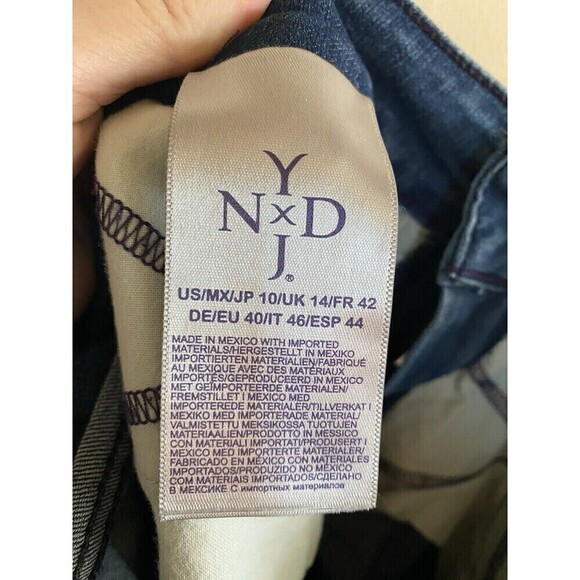 Y
N×D
J®
US/MX/JP 10/UK 14/FR 42
DE/EU 40/IT 46/ESP 44
MADE IN MEXICO WITH IMPORTED
MATERIALS/HERGESTELLT IN MEXIKO
IMPORTIERTEN MATERIALIEN/FABRIQUÉ
AU MEXIQUE AVEC DES MATÉRIAUX
IMPORTÉS/GEPRODUCEERD IN MEXICO
MET GEÏMPORTEERDE MATERIALEN/
FREMSTILLET I MEXICO MED
IMPORTEREDE MATERIALER/TILLVERKAT I
MEXIKO MED IMPORTERADE MATERIAL/
VALMISTETTU MEKSIKOSSA TUOTUJEN
MATERIAALIEN/PRODOTTO IN MESSICO
CON MATERIALI IMPORTATI/PRODUSERT I
MEXICO MED IMPORTERTE MATERIALER/
FABRICADO EN MÉXICO CON MATERIALES
IMPORTADOS/PRODUZIDO NO MÉXICO
COM MATERIAIS IMPORTADOS/СДЕЛАНО
В МЕКСИКЕ С импортных материалов